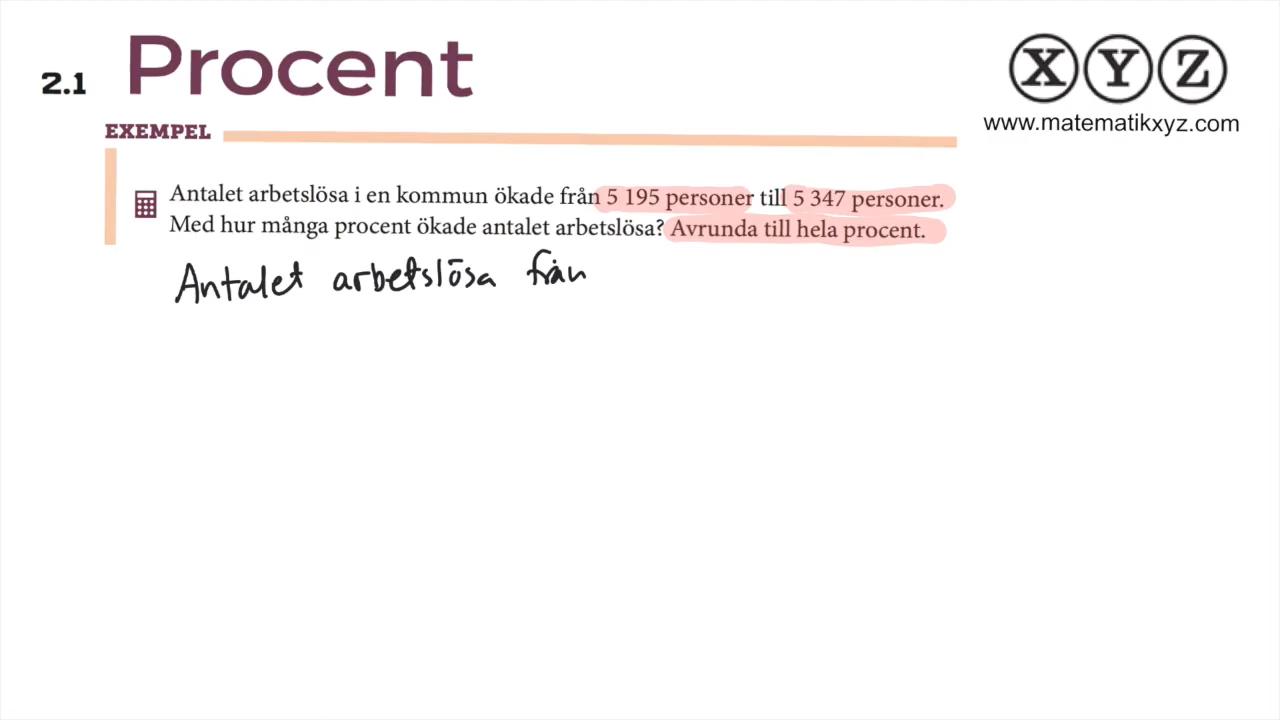 2.1 Procent
XYZ
www.matematikxyz.com
EXEMPEL
Antalet arbetslösa i en kommun ökade från 5 195 personer till 5 347 personer.
Med hur många procent ökade antalet arbetslösa? Avrunda till hela procent.
Antalet arbetslösa från